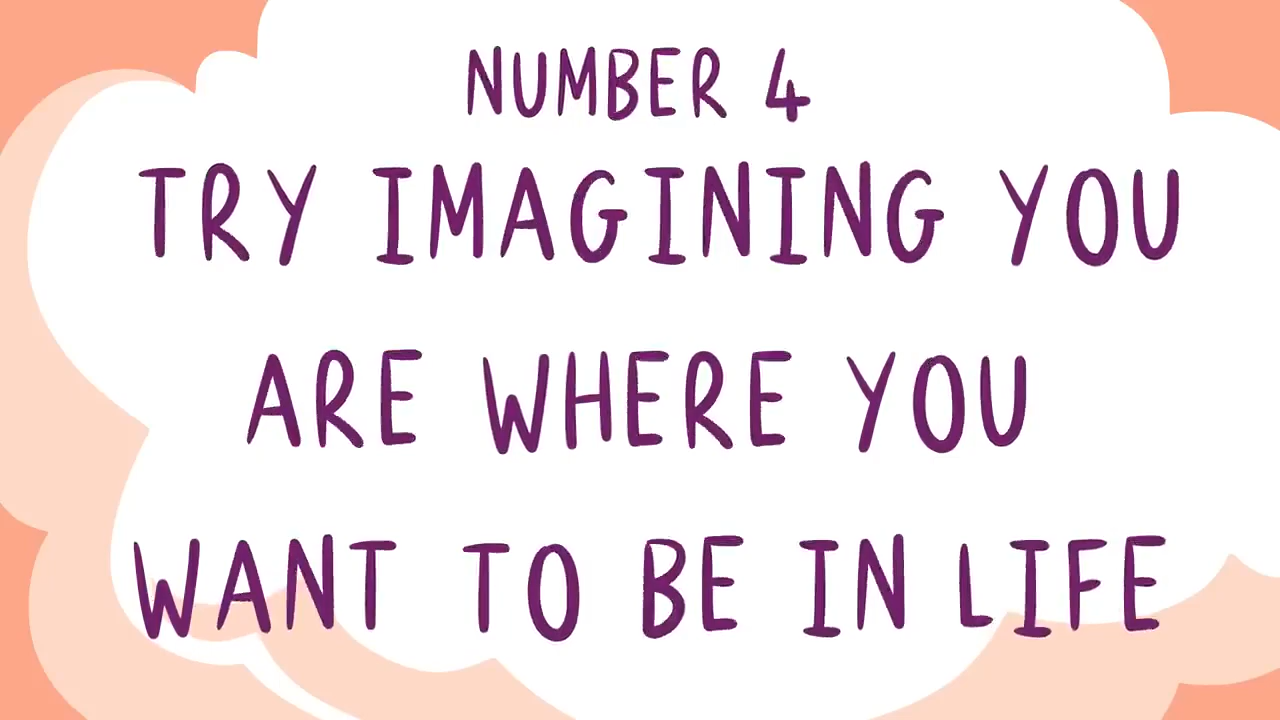 NUMBER 4
TRY IMAGINING YOU
ARE WHERE YOU
WANT TO BE IN LIFE